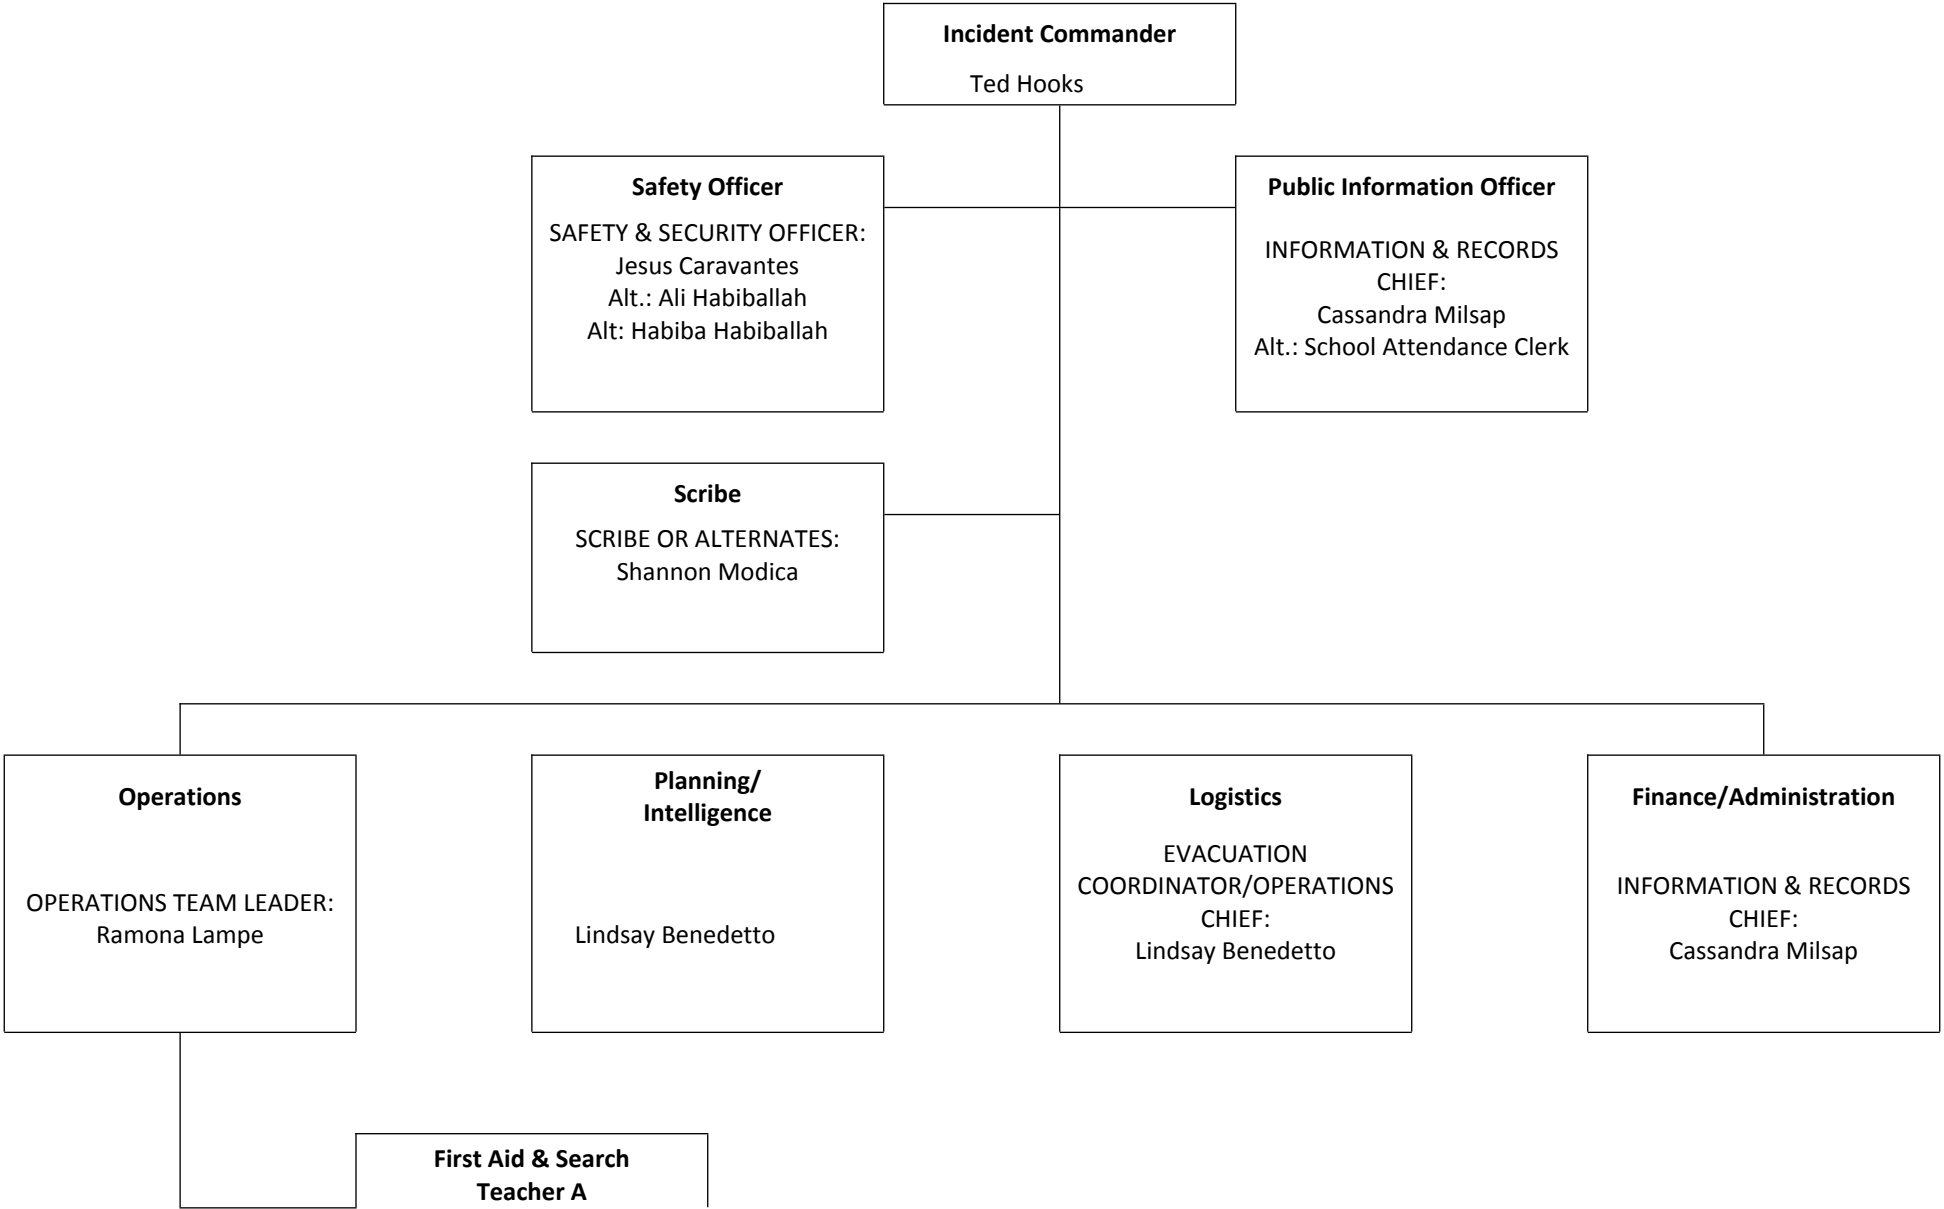 Incident Commander
Ted Hooks
Safety Officer
SAFETY & SECURITY OFFICER:
Jesus Caravantes
Alt.: Ali Habiballah
Alt: Habiba Habiballah
Public Information Officer
INFORMATION & RECORDS
CHIEF:
Cassandra Milsap
Alt.: School Attendance Clerk
Scribe
SCRIBE OR ALTERNATES:
Shannon Modica
Operations
OPERATIONS TEAM LEADER:
Ramona Lampe
Planning/
Intelligence
Lindsay Benedetto
Logistics
EVACUATION
COORDINATOR/OPERATIONS
CHIEF:
Lindsay Benedetto
Finance/Administration
INFORMATION & RECORDS
CHIEF:
Cassandra Milsap
First Aid & Search
Teacher A